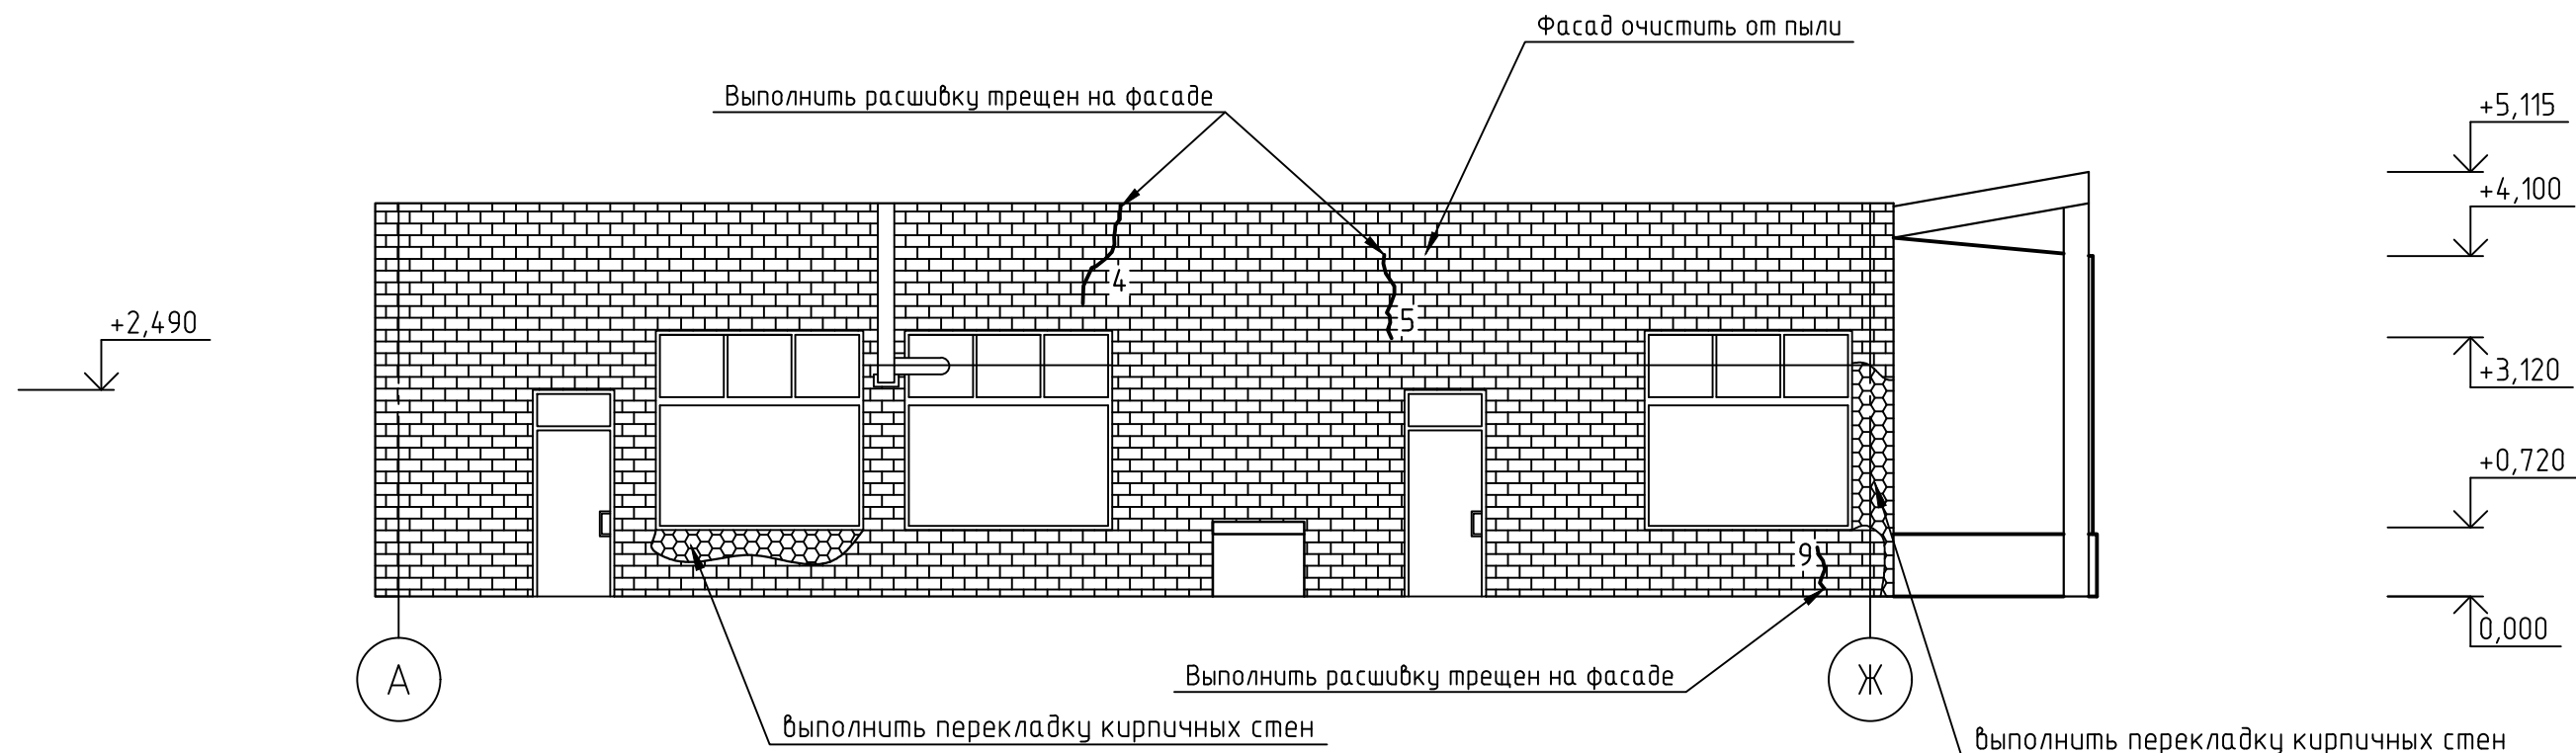 Фасад очистить от пыли
Выполнить расшивку трещен на фасаде
+5,115
+4,100
4
+2,490
5
+3,120
+0,720
9
0,000
А
Выполнить расшивку трещен на фасаде
Ж
выполнить перекладку кирпичных стен
выполнить перекладку кирпичных стен